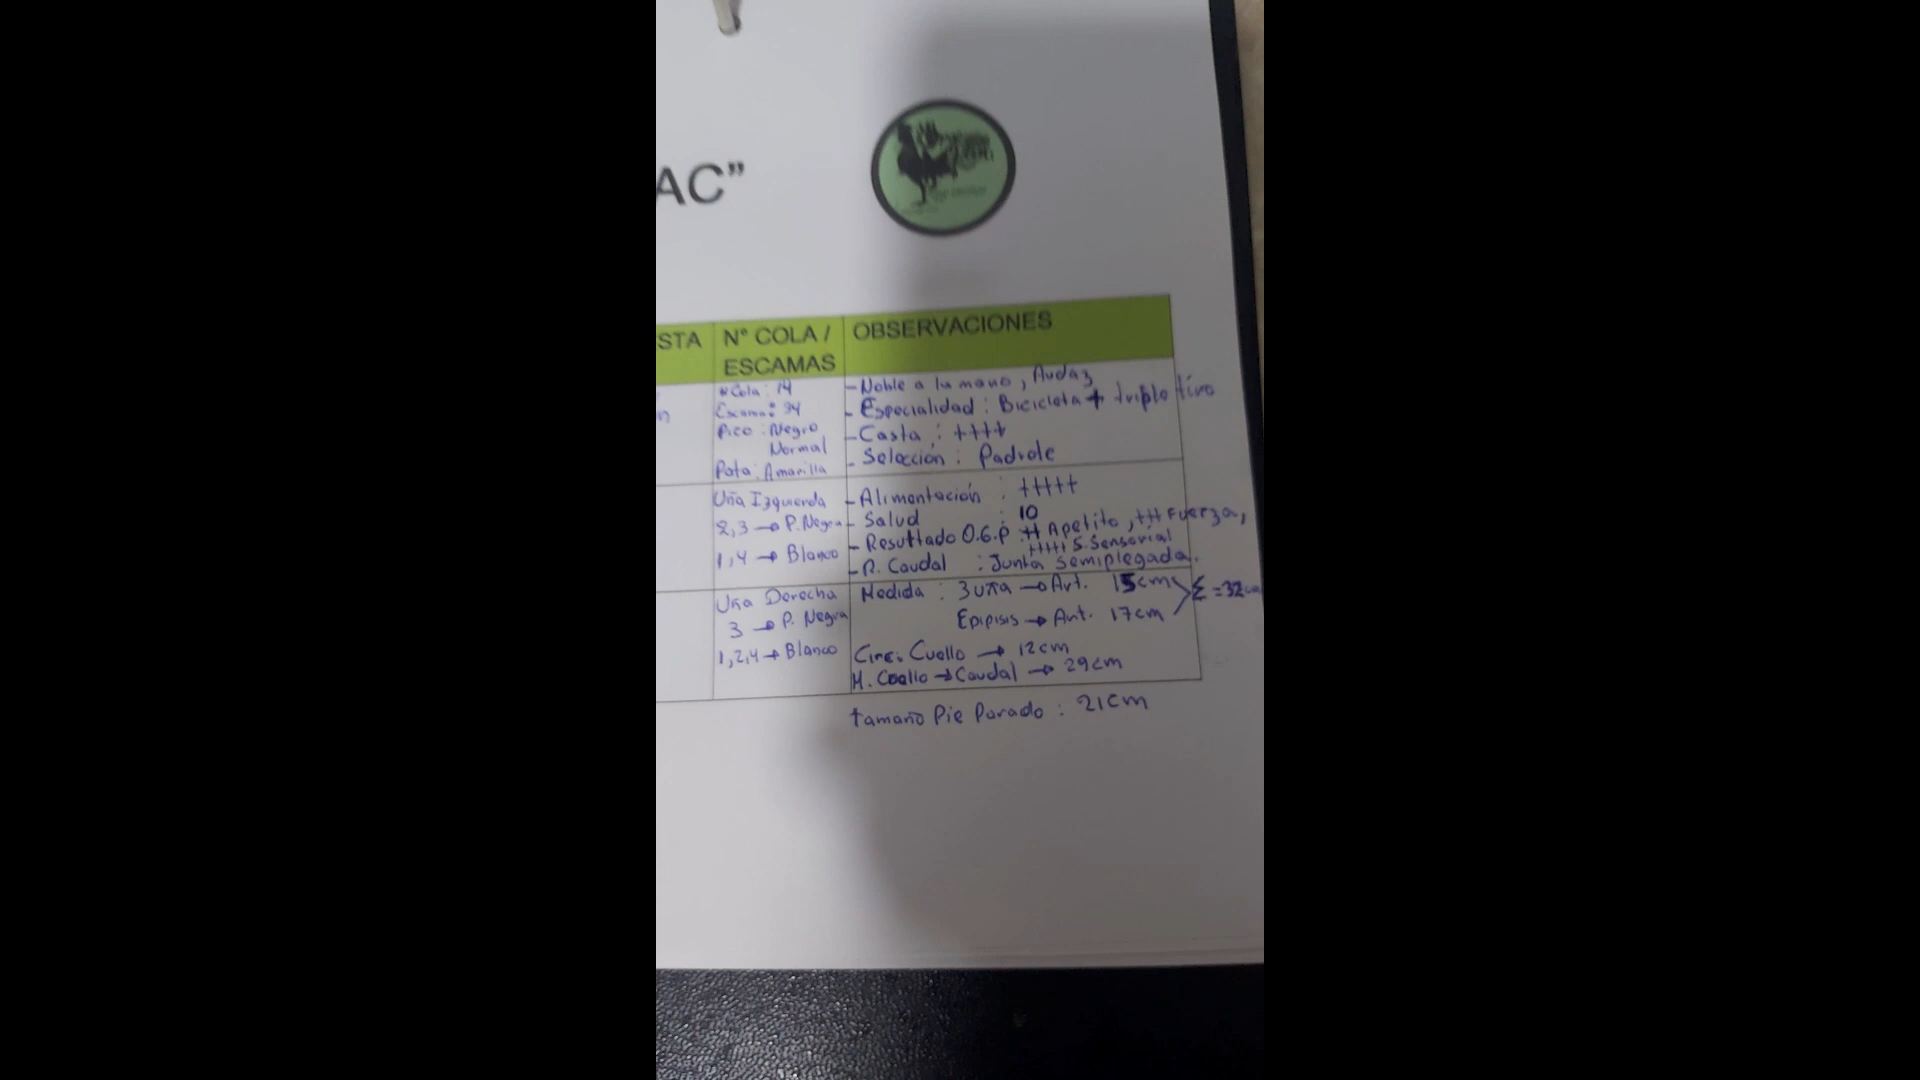 AC”
STA
N° COLA /
ESCAMAS
OBSERVACIONES
N°Cola: 14
Escamas: 34
Pico: Negro
Normal
Pata: Amarilla
- Noble a la mano, Audaz
- Especialidad: Bicicleta + triple tiro
- Casta: ++++
- Selección: Padrote
Uña Izquierda
2,3 → P. Negra
1,4 → Blanco
- Alimentación: +++++
- Salud: 10
- Resultado O.G.P: ++ Apetito, +++ Fuerza,
+++++ S. Sensorial
- R. Caudal: Junta Semiplegada.
Uña Derecha
3 → P. Negra
1,2,4 → Blanco
Medida: 3 uña → Art. 15cm
Epipisis → Ant. 17cm
Σ = 32cm
Circ. Cuello → 12cm
M. Cuello → Caudal → 29cm
tamaño Pie Parado: 21cm